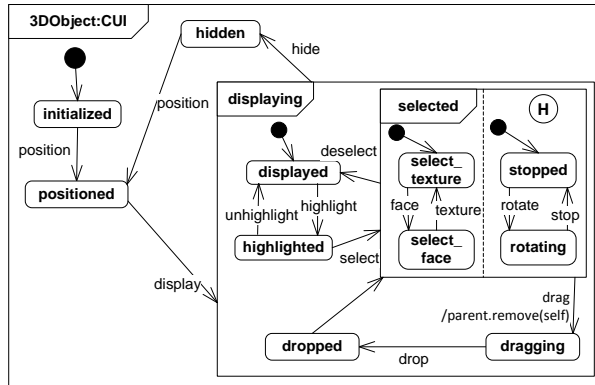 3DObject:CUI
hidden
hide
initialized
position
position
positioned
display
displaying
displayed
deselect
unhighlight
highlight
highlighted
select
selected
H
select_
texture
face
texture
select_
face
stopped
rotate
stop
rotating
drag
/parent.remove(self)
dropped
drop
dragging